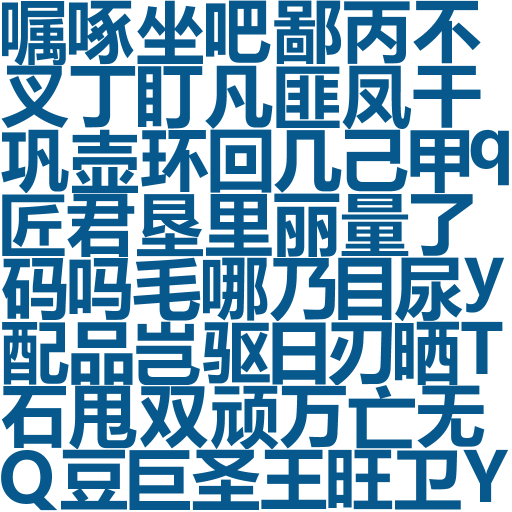 嘱啄坐吧鄙丙不
叉丁盯凡匪凤干
巩壶环回几己甲q
匠君垦里丽量了
码吗毛哪乃目尿y
配品岂驱日刃晒T
石甩双顽万亡无
Q豆巨圣王旺卫Y